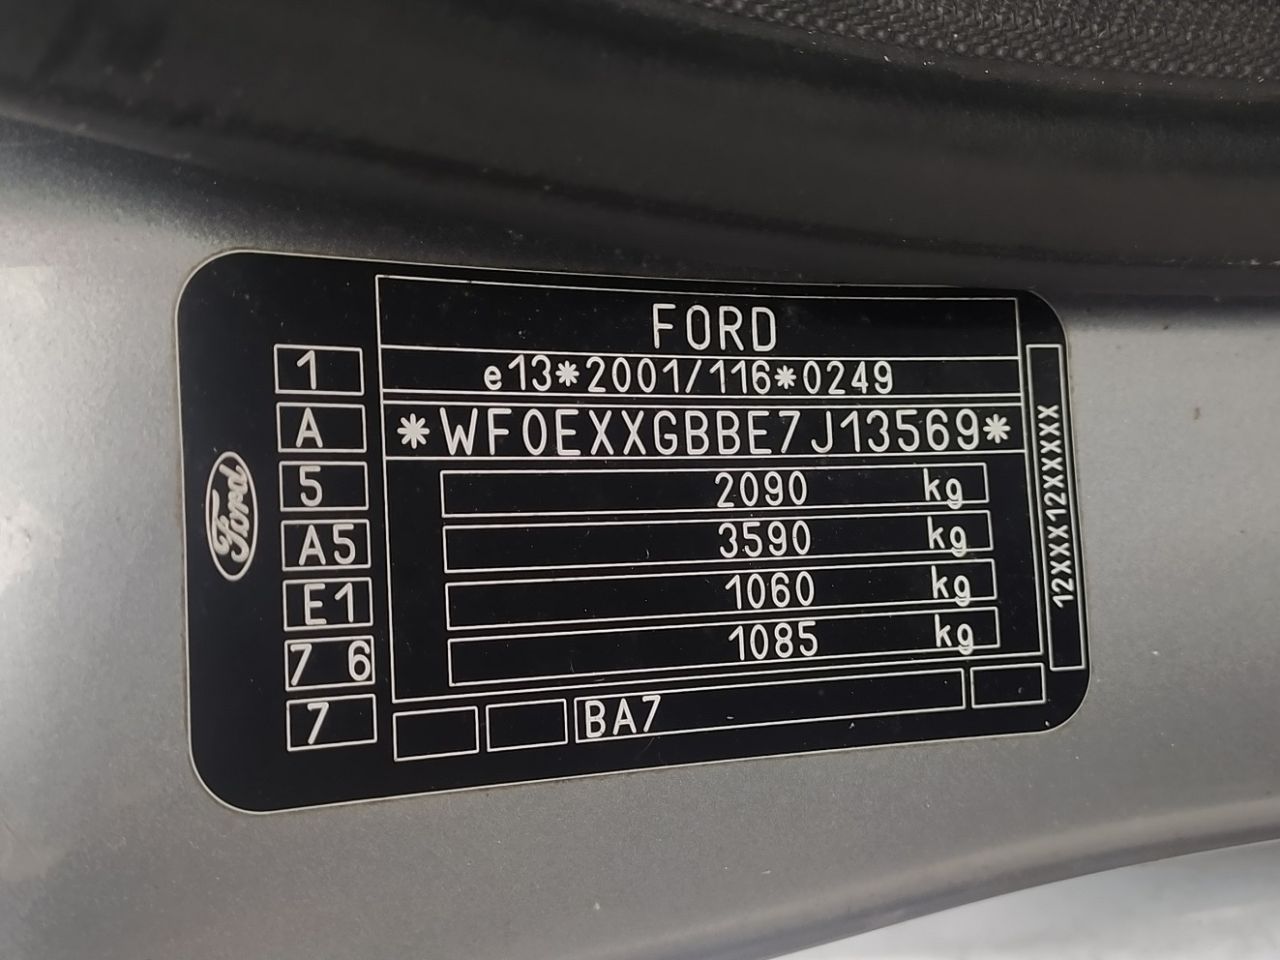 FORD
e13*2001/116*0249
*WF0EXXGBBE7J13569*
2090 kg
3590 kg
1060 kg
1085 kg
BA7
1
A
5
A5
E1
7 6
7
Ford
12XXX12XXXXX